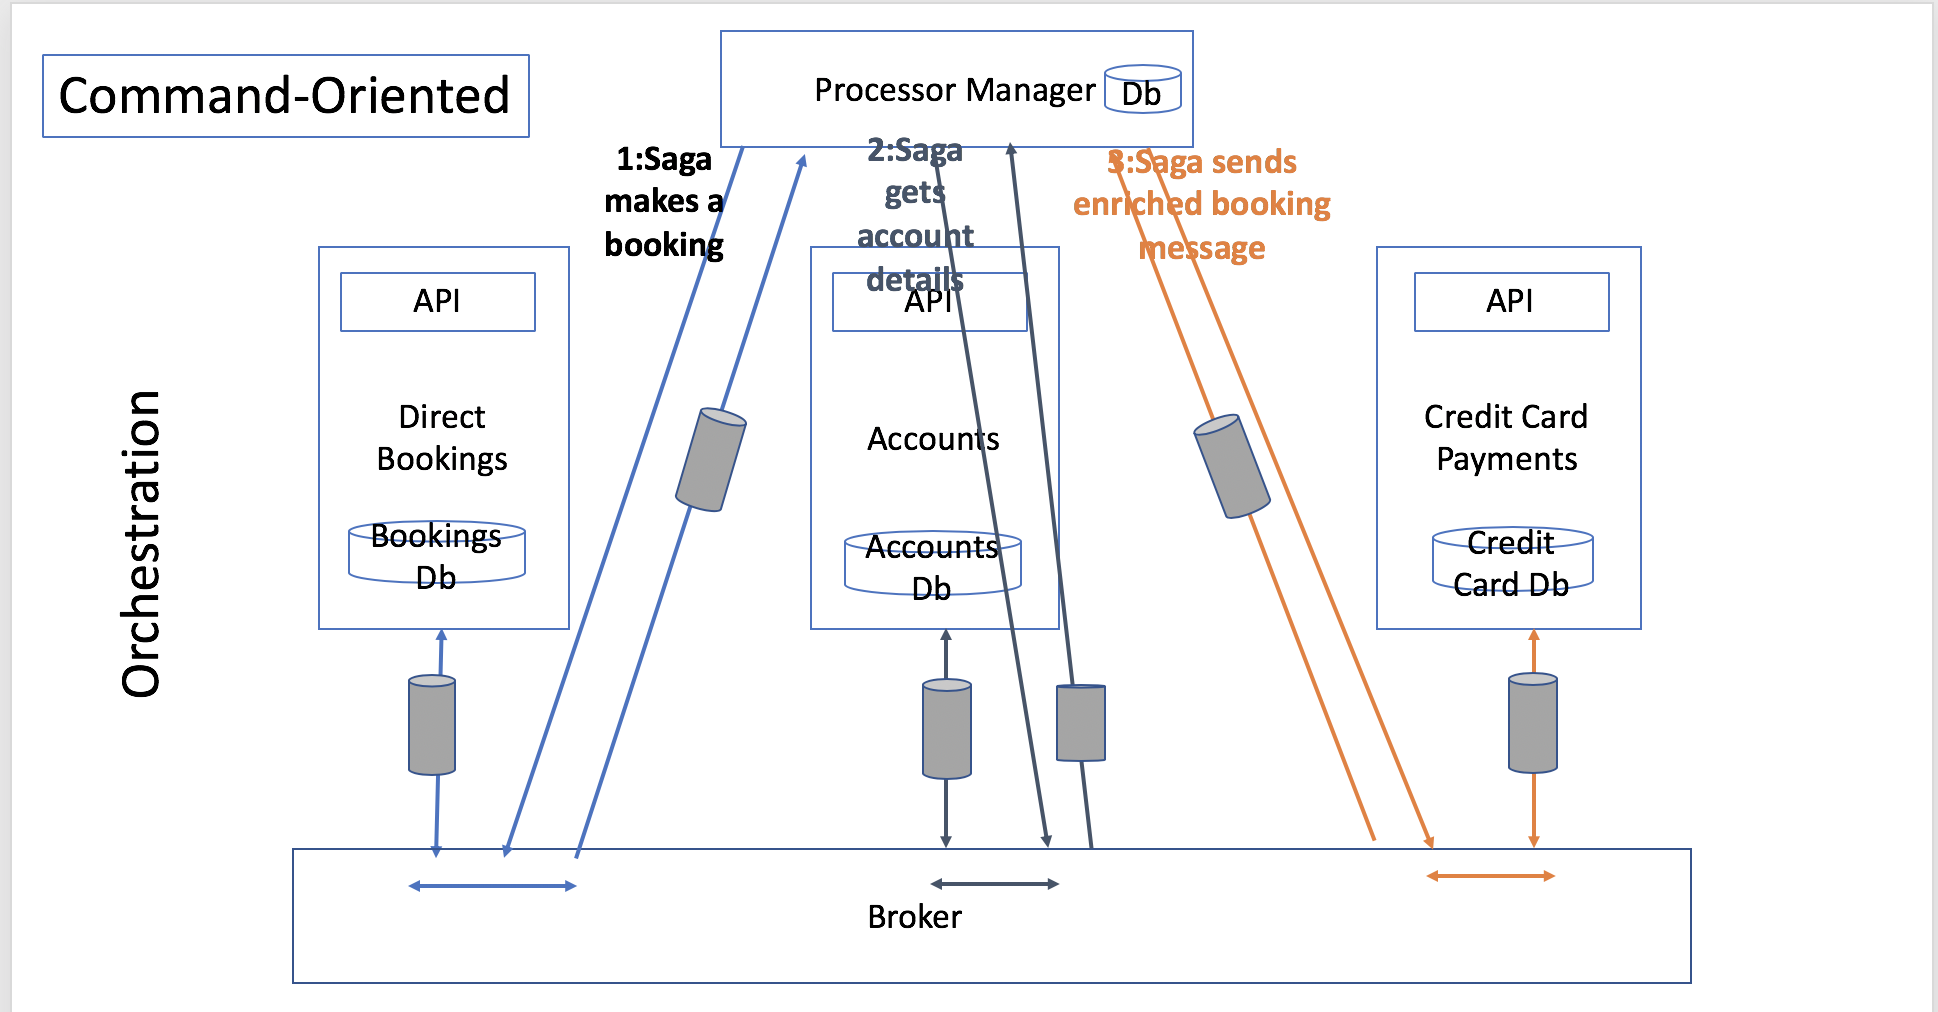 Command-Oriented
Processor Manager
Db
1:Saga
makes a
booking
2:Saga
gets
account
details
3:Saga sends
enriched booking
message
Orchestration
API
Direct
Bookings
Bookings
Db
API
Accounts
Accounts
Db
API
Credit Card
Payments
Credit
Card Db
Broker